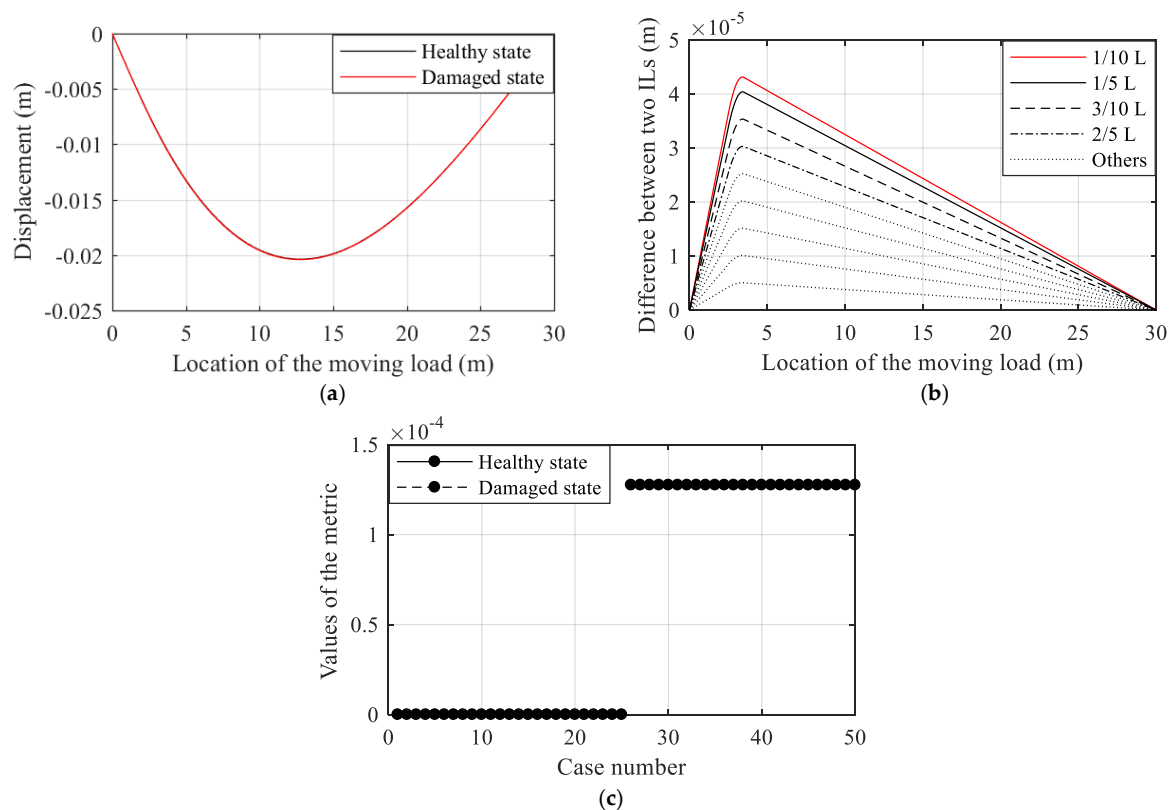 0
-0.005
-0.01
-0.015
-0.02
-0.025
Displacement (m)
Healthy state
Damaged state
0
5
10
15
20
25
30
Location of the moving load (m)
(a)
×10⁻⁵
5
4
3
2
1
0
Difference between two ILs (m)
1/10 L
1/5 L
3/10 L
2/5 L
Others
0
5
10
15
20
25
30
Location of the moving load (m)
(b)
×10⁻⁴
1.5
1
0.5
0
Values of the metric
Healthy state
Damaged state
0
10
20
30
40
50
Case number
(c)